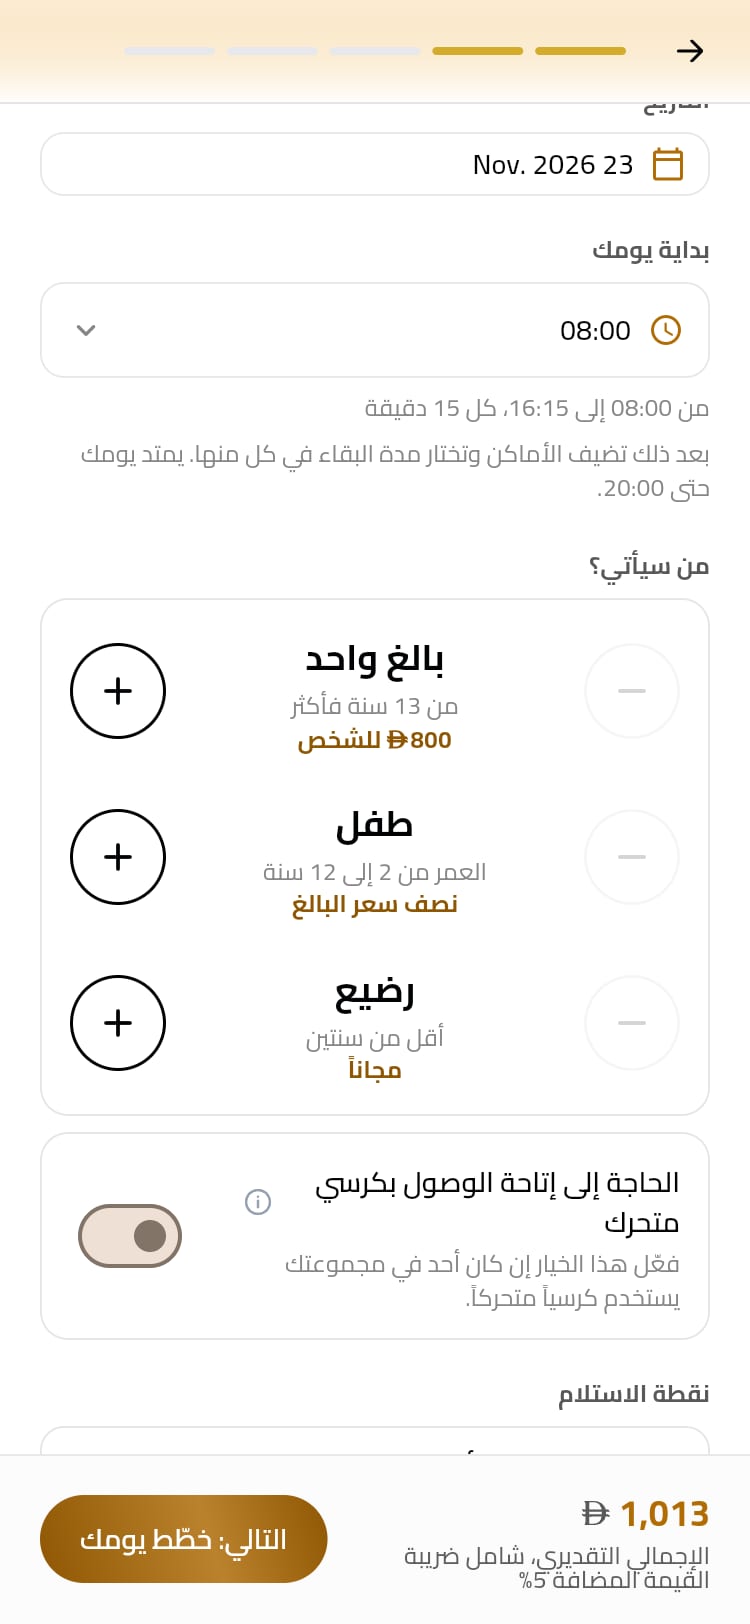 التاريخ
23 Nov. 2026
بداية يومك
08:00
من 08:00 إلى 16:15، كل 15 دقيقة
بعد ذلك تضيف الأماكن وتختار مدة البقاء في كل منها. يمتد يومك
حتى 20:00.
من سيأتي؟
بالغ واحد
من 13 سنة فأكثر
800 للشخص
طفل
العمر من 2 إلى 12 سنة
نصف سعر البالغ
رضيع
أقل من سنتين
مجاناً
الحاجة إلى إتاحة الوصول بكرسي
متحرك
فعّل هذا الخيار إن كان أحد في مجموعتك
يستخدم كرسياً متحركاً.
نقطة الاستلام
1,013
الإجمالي التقديري، شامل ضريبة
القيمة المضافة 5%
التالي: خطّط يومك